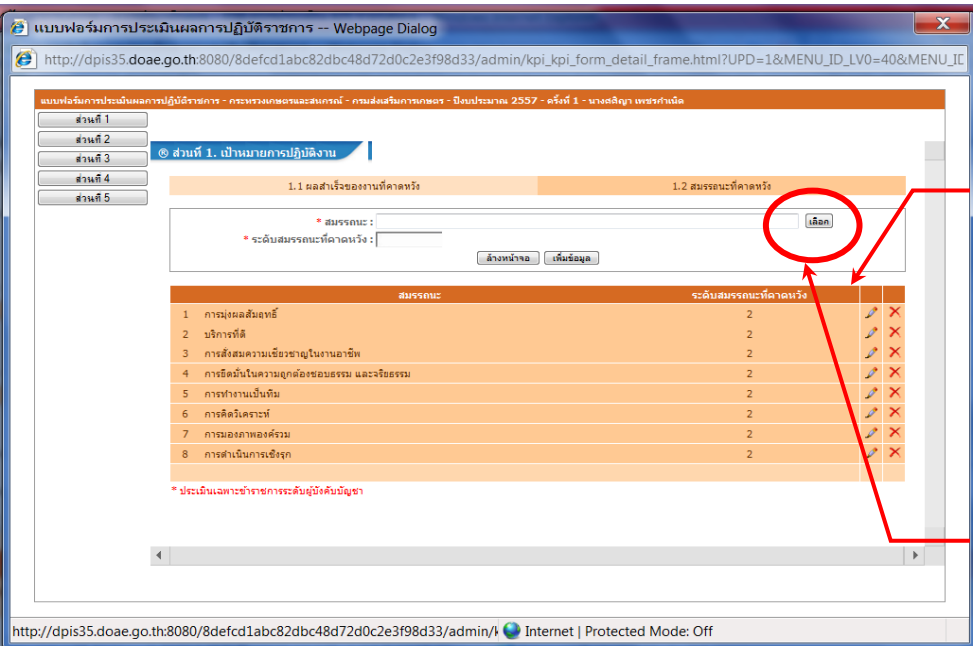 แบบฟอร์มการประเมินผลการปฏิบัติราชการ -- Webpage Dialog
X
http://dpis35.doae.go.th:8080/8defcd1abc82dbc48d72d0c2e3f98d33/admin/kpi_kpi_form_detail_frame.html?UPD=1&MENU_ID_LV0=40&MENU_ID
แบบฟอร์มการประเมินผลการปฏิบัติราชการ - กระทรวงเกษตรและสหกรณ์ - กรมส่งเสริมการเกษตร - ปีงบประมาณ 2557 - ครั้งที่ 1 - นางศลิญา เพชรกำเนิด
ส่วนที่ 1
ส่วนที่ 2
ส่วนที่ 3
ส่วนที่ 4
ส่วนที่ 5
® ส่วนที่ 1. เป้าหมายการปฏิบัติงาน
1.1 ผลสำเร็จของงานที่คาดหวัง 1.2 สมรรถนะที่คาดหวัง
* สมรรถนะ : เลือก
* ระดับสมรรถนะที่คาดหวัง :
ล้างหน้าจอ เพิ่มข้อมูล
สมรรถนะ ระดับสมรรถนะที่คาดหวัง
1 การมุ่งผลสัมฤทธิ์ 2
2 บริการที่ดี 2
3 การสั่งสมความเชี่ยวชาญในงานอาชีพ 2
4 การยึดมั่นในความถูกต้องชอบธรรม และจริยธรรม 2
5 การทำงานเป็นทีม 2
6 การคิดวิเคราะห์ 2
7 การมองภาพองค์รวม 2
8 การดำเนินการเชิงรุก 2
* ประเมินเฉพาะข้าราชการระดับผู้บังคับบัญชา
http://dpis35.doae.go.th:8080/8defcd1abc82dbc48d72d0c2e3f98d33/admin/k Internet | Protected Mode: Off